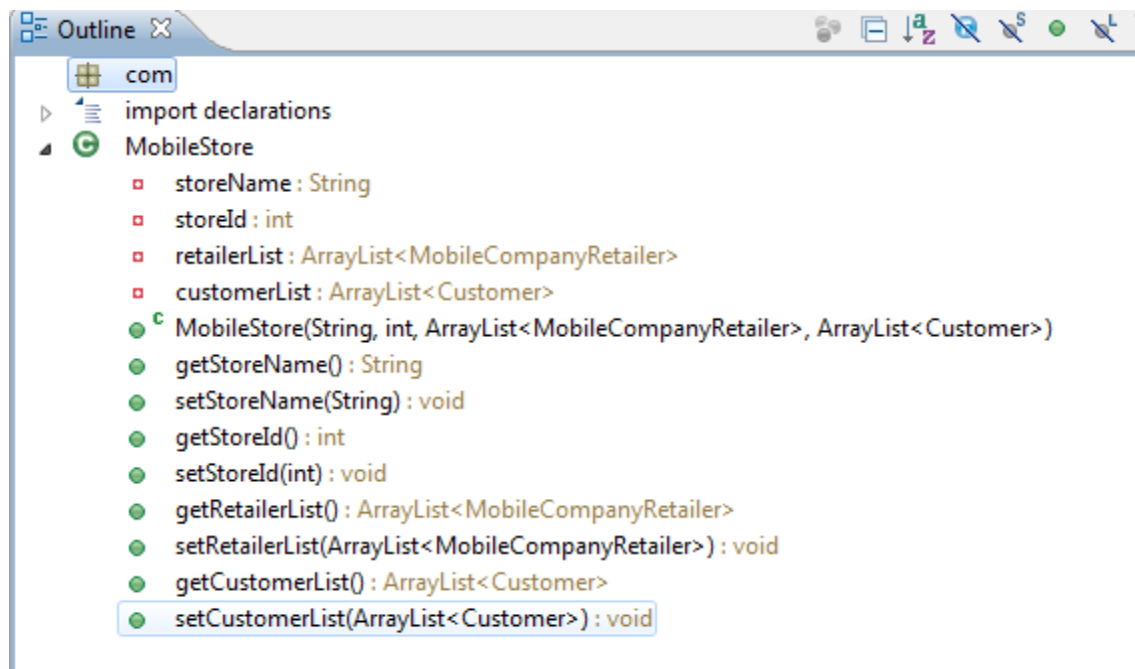 Outline
com
import declarations
MobileStore
storeName : String
storeId : int
retailerList : ArrayList<MobileCompanyRetailer>
customerList : ArrayList<Customer>
MobileStore(String, int, ArrayList<MobileCompanyRetailer>, ArrayList<Customer>)
getStoreName() : String
setStoreName(String) : void
getStoreId() : int
setStoreId(int) : void
getRetailerList() : ArrayList<MobileCompanyRetailer>
setRetailerList(ArrayList<MobileCompanyRetailer>) : void
getCustomerList() : ArrayList<Customer>
setCustomerList(ArrayList<Customer>) : void